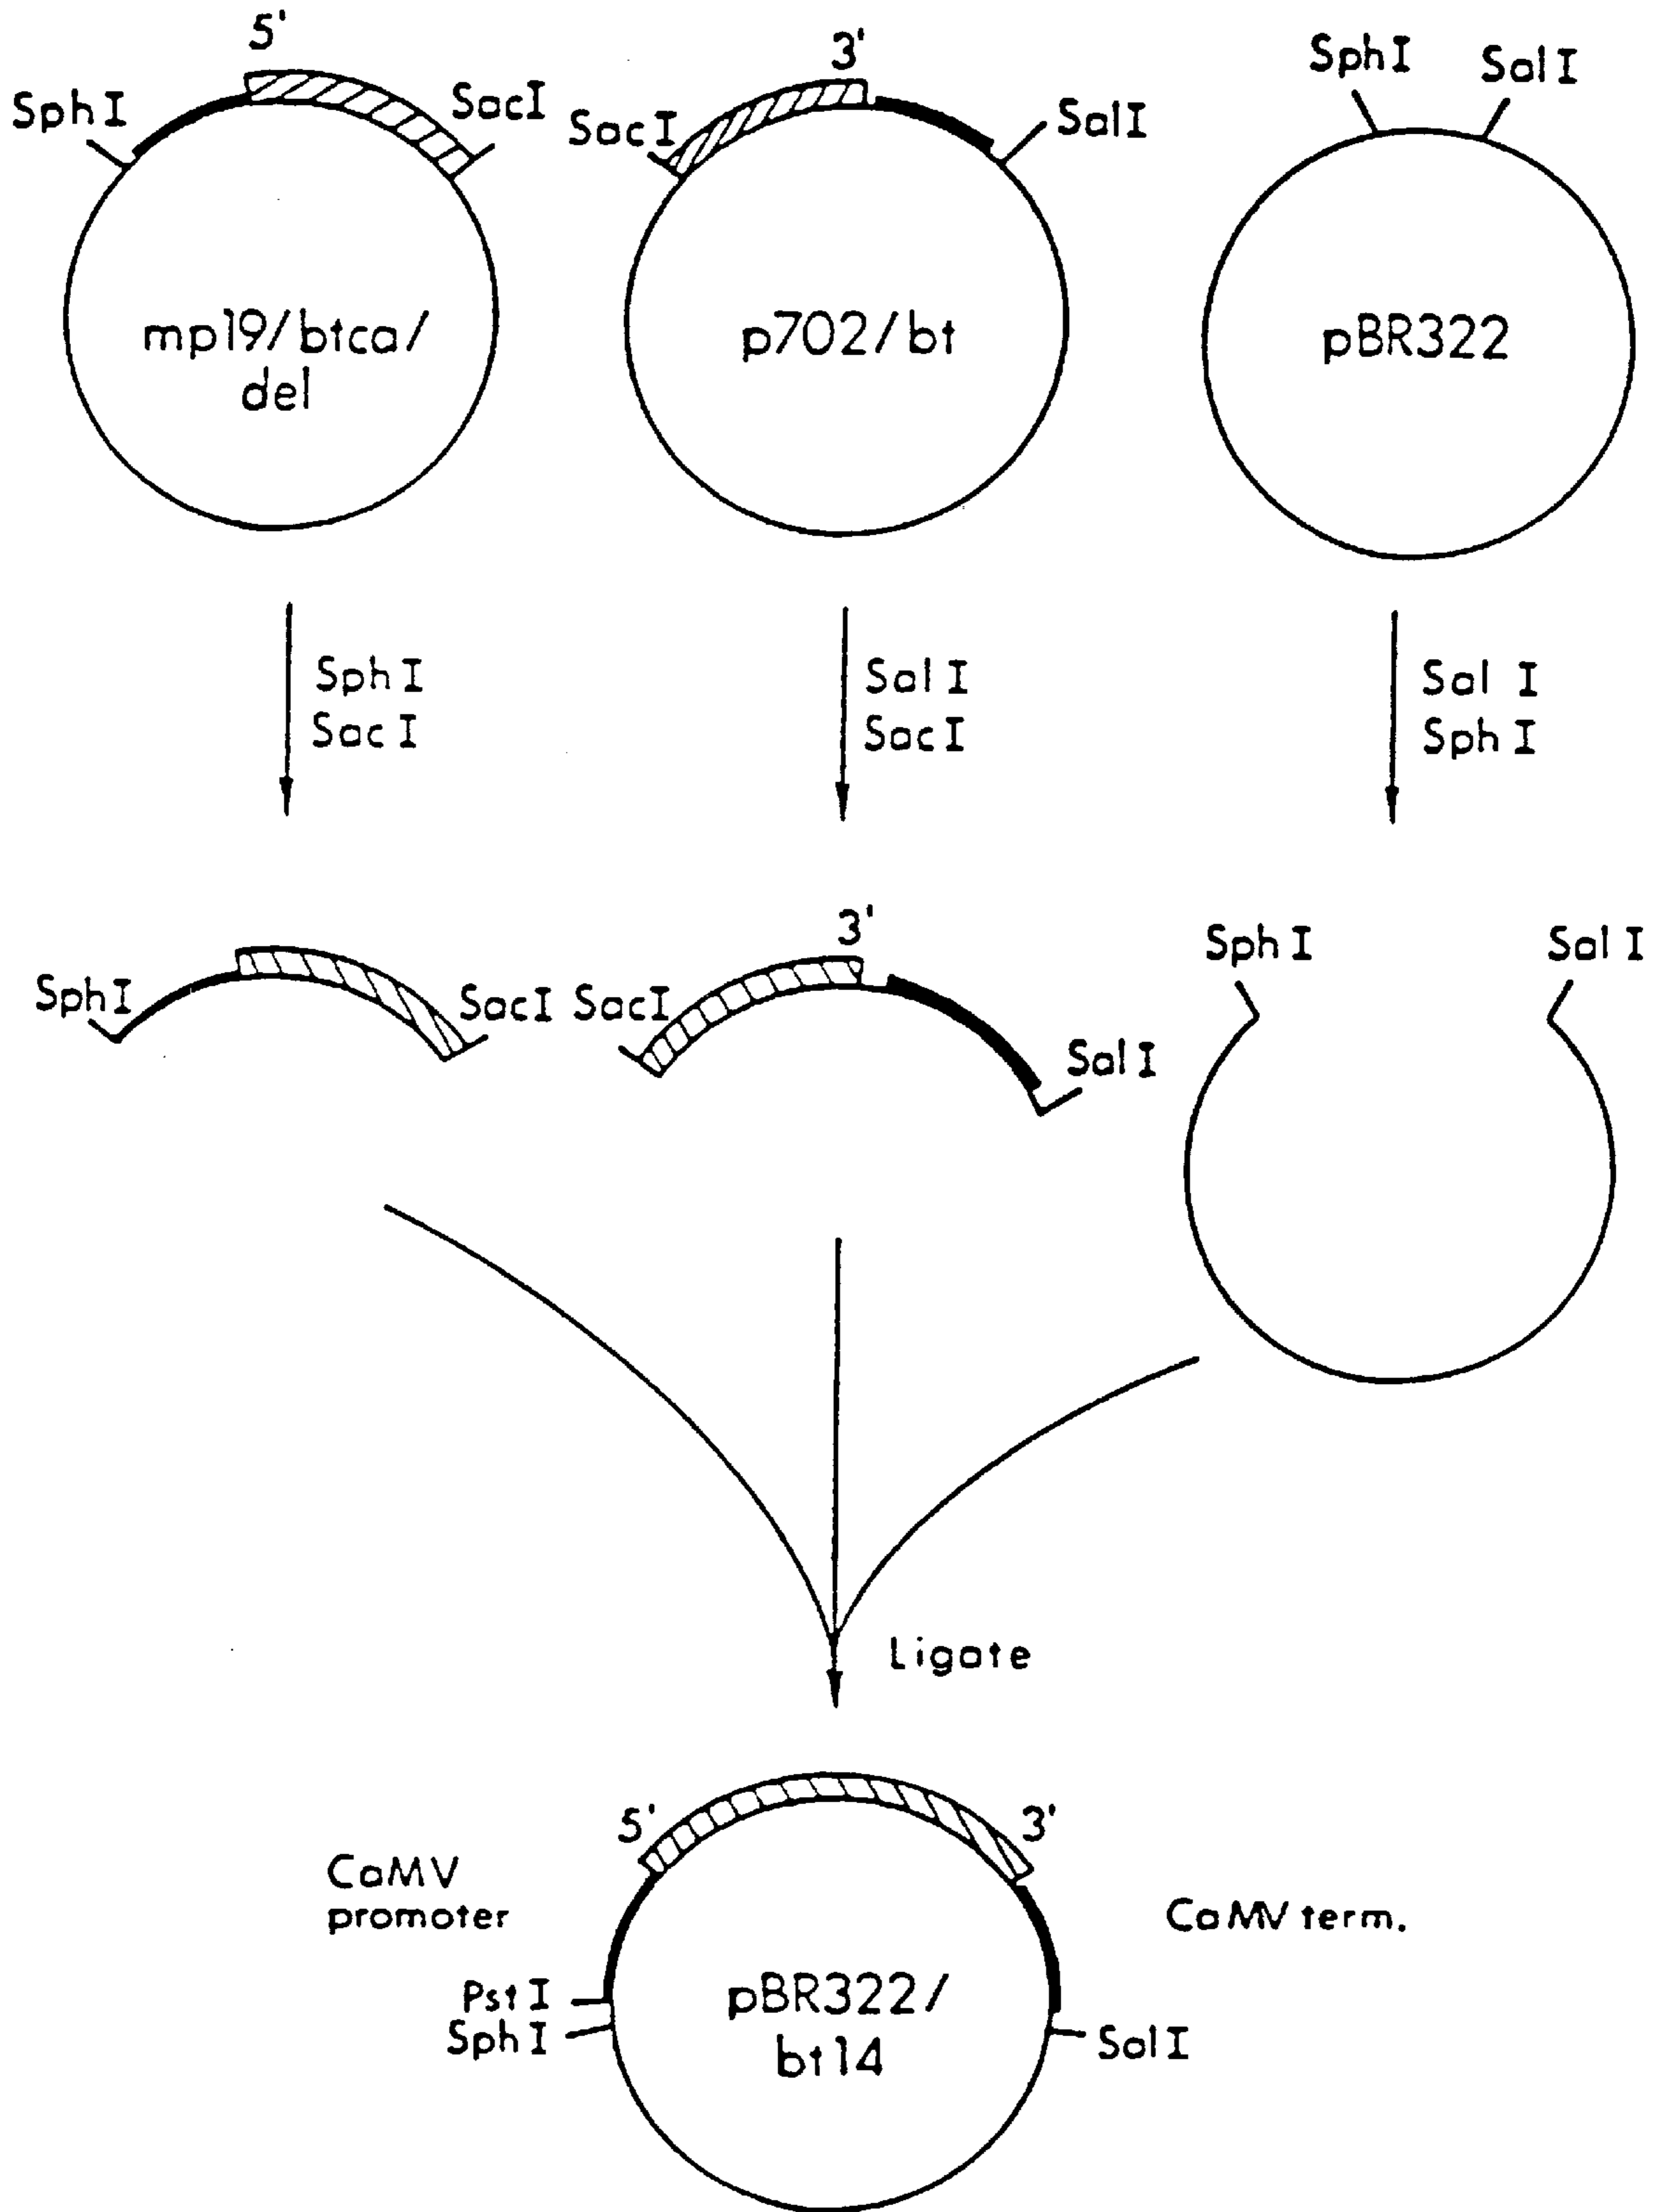 5'
3'
SphI
SalI
SphI
SacI
SacI
SalI
mp19/btca/
del
p702/bt
pBR322
SphI
SacI
SalI
SacI
SalI
SphI
3'
SphI
SalI
SphI
SacI
SacI
SalI
Ligate
5'
3'
CaMV
promoter
CaMV term.
PstI
SphI
pBR322/
bt14
SalI